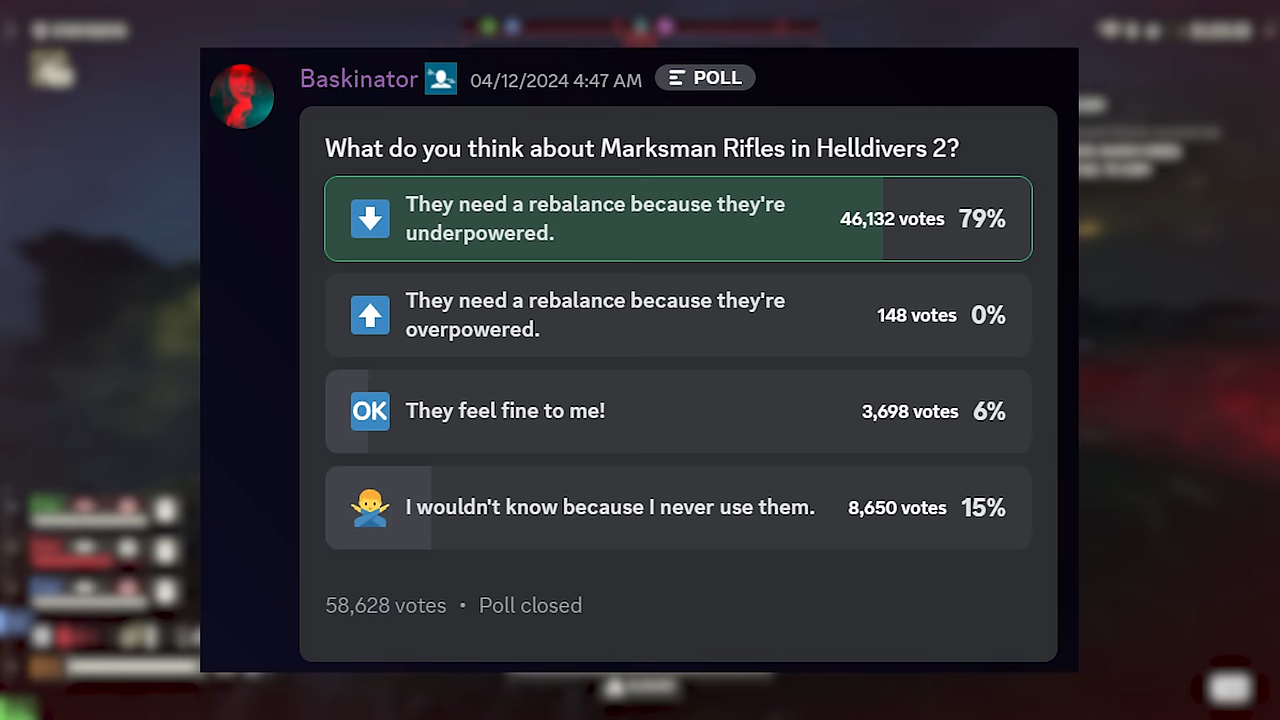 Baskinator 04/12/2024 4:47 AM POLL
What do you think about Marksman Rifles in Helldivers 2?
They need a rebalance because they're
underpowered.
46,132 votes 79%
They need a rebalance because they're
overpowered.
148 votes 0%
OK They feel fine to me! 3,698 votes 6%
I wouldn't know because I never use them. 8,650 votes 15%
58,628 votes • Poll closed